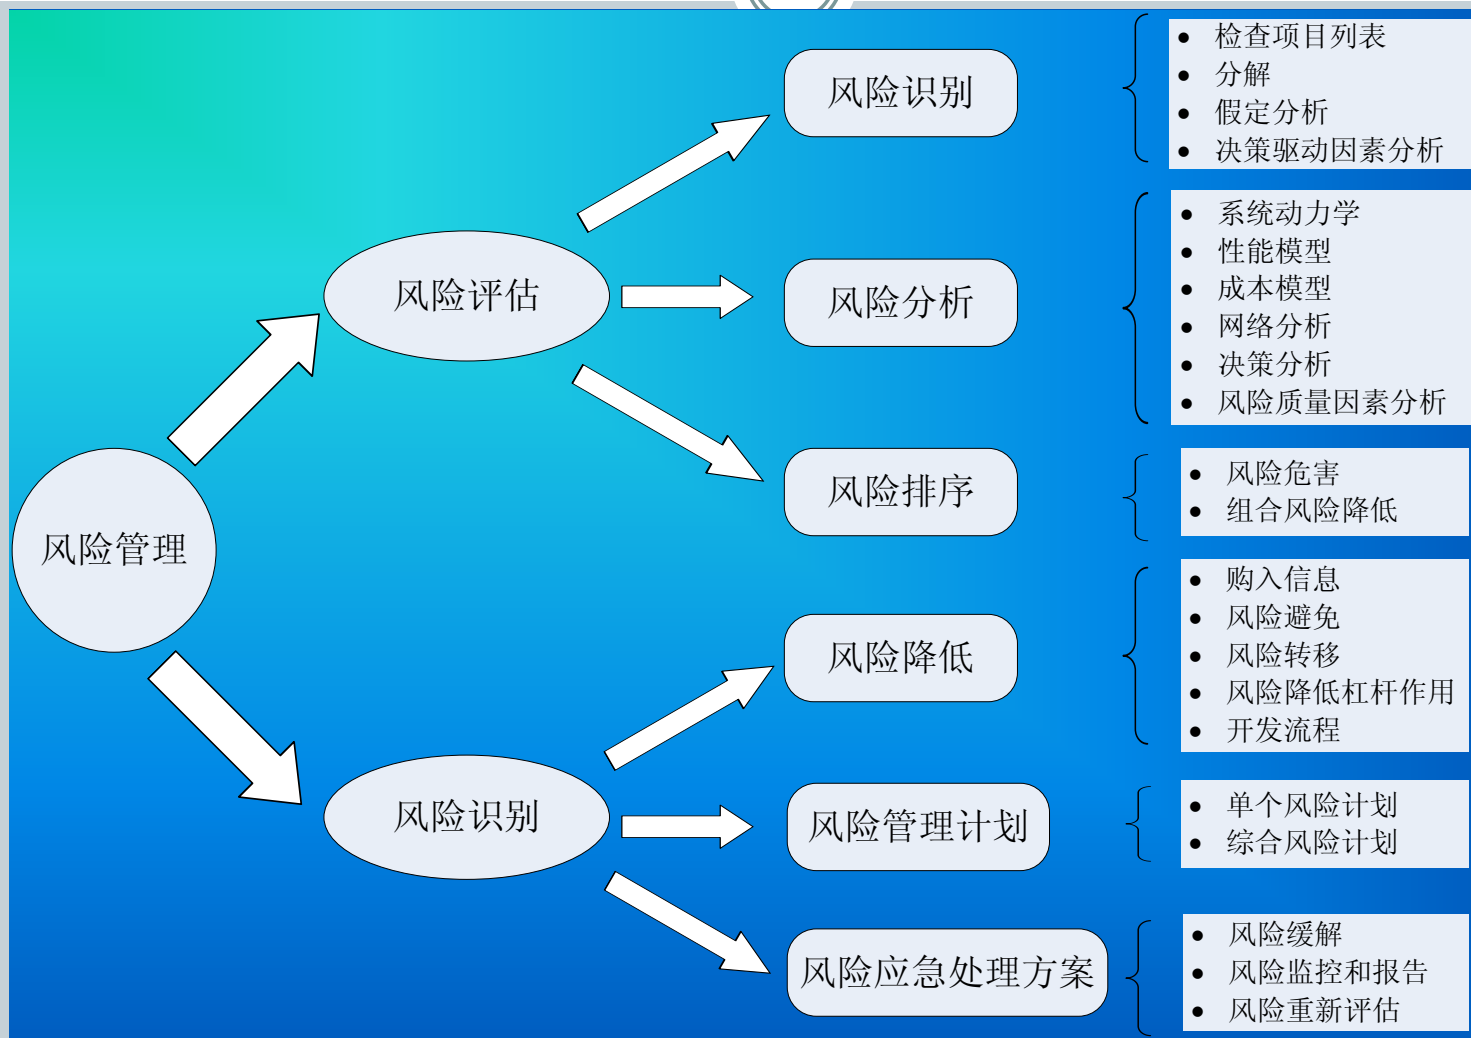 风险管理
风险评估
风险识别
• 检查项目列表
• 分解
• 假定分析
• 决策驱动因素分析
风险分析
• 系统动力学
• 性能模型
• 成本模型
• 网络分析
• 决策分析
• 风险质量因素分析
风险排序
• 风险危害
• 组合风险降低
风险识别
风险降低
• 购入信息
• 风险避免
• 风险转移
• 风险降低杠杆作用
• 开发流程
风险管理计划
• 单个风险计划
• 综合风险计划
风险应急处理方案
• 风险缓解
• 风险监控和报告
• 风险重新评估